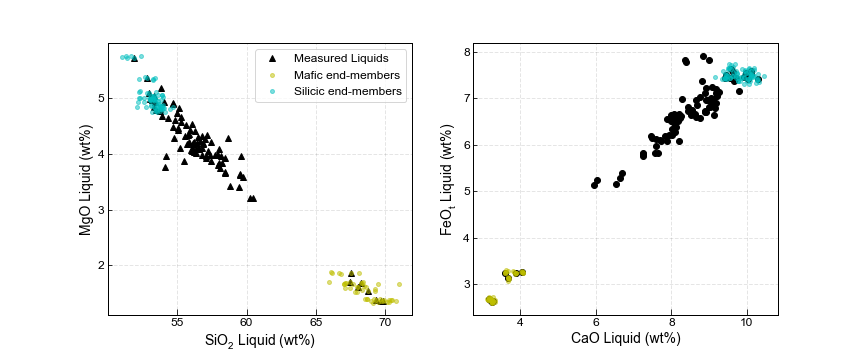 Measured Liquids
Mafic end-members
Silicic end-members
5
4
3
2
MgO Liquid (wt%)
55
60
65
70
SiO2 Liquid (wt%)
8
7
6
5
4
3
FeOt Liquid (wt%)
4
6
8
10
CaO Liquid (wt%)